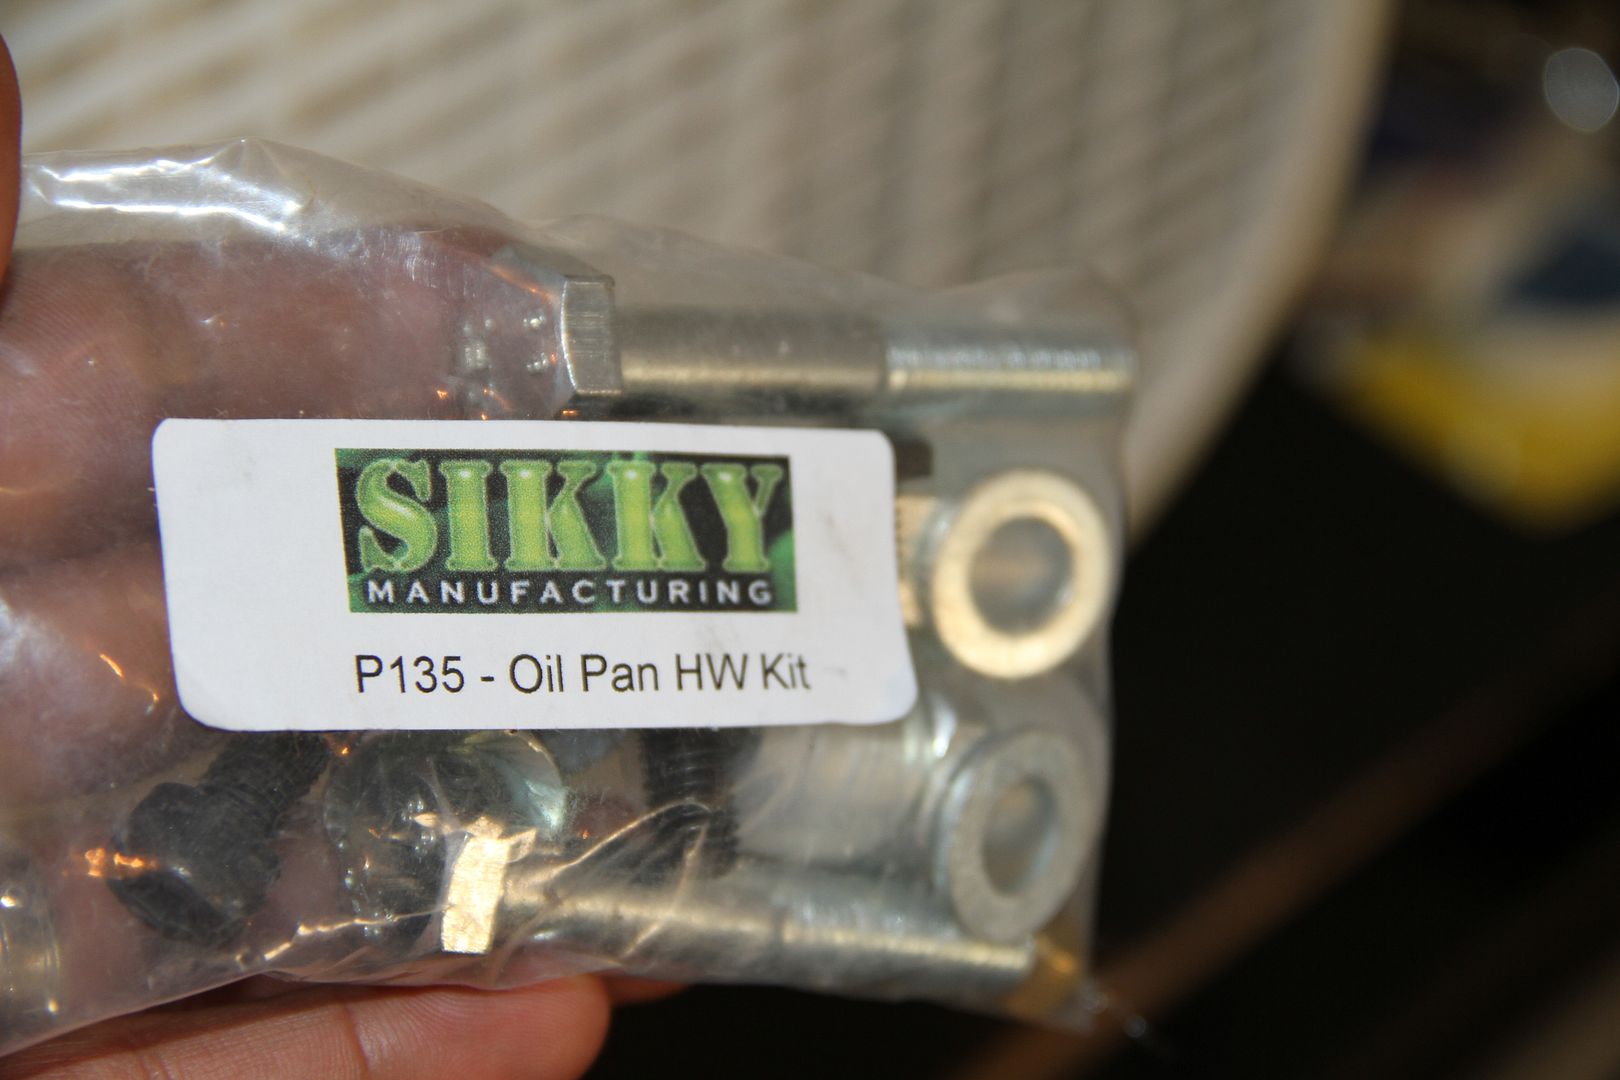 SIKKY
MANUFACTURING
P135 - Oil Pan HW Kit